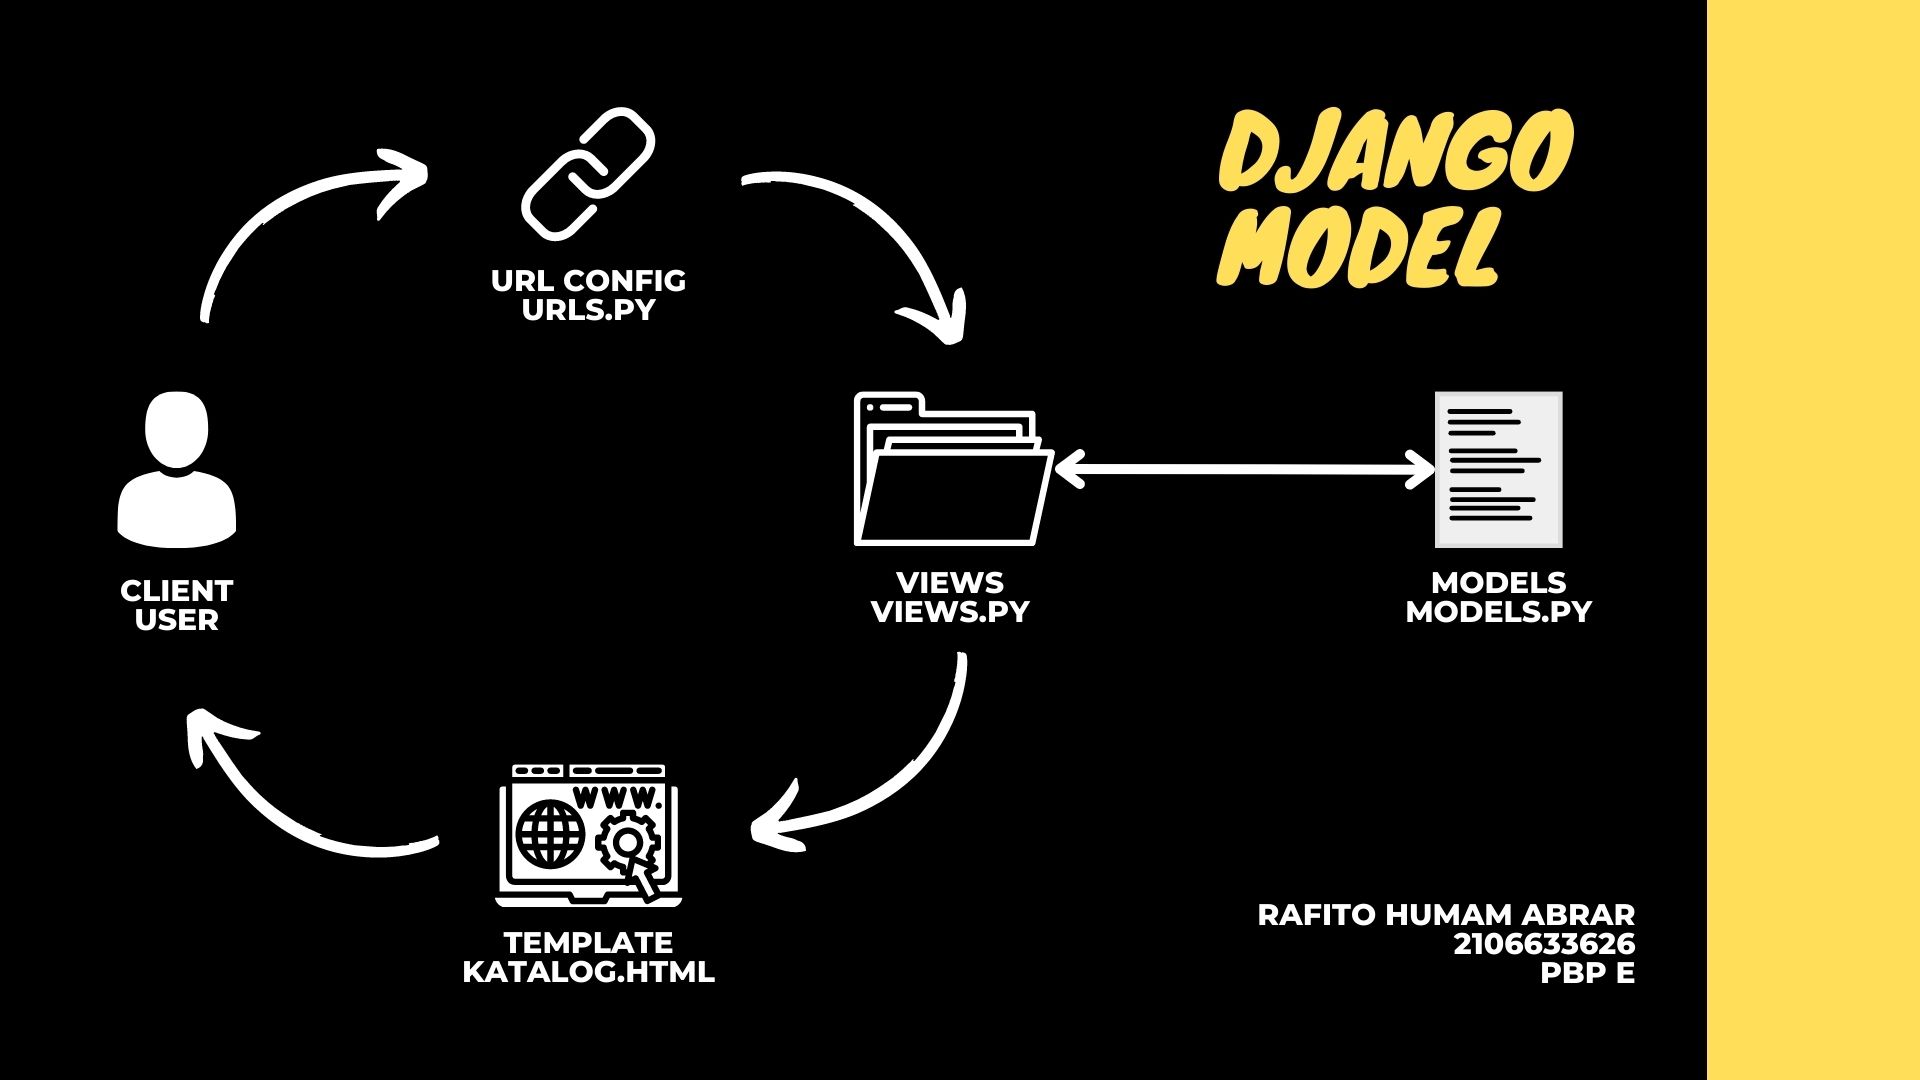 DJANGO
MODEL
URL CONFIG
URLS.PY
CLIENT
USER
VIEWS
VIEWS.PY
MODELS
MODELS.PY
WWW.
TEMPLATE
KATALOG.HTML
RAFITO HUMAM ABRAR
2106633626
PBP E